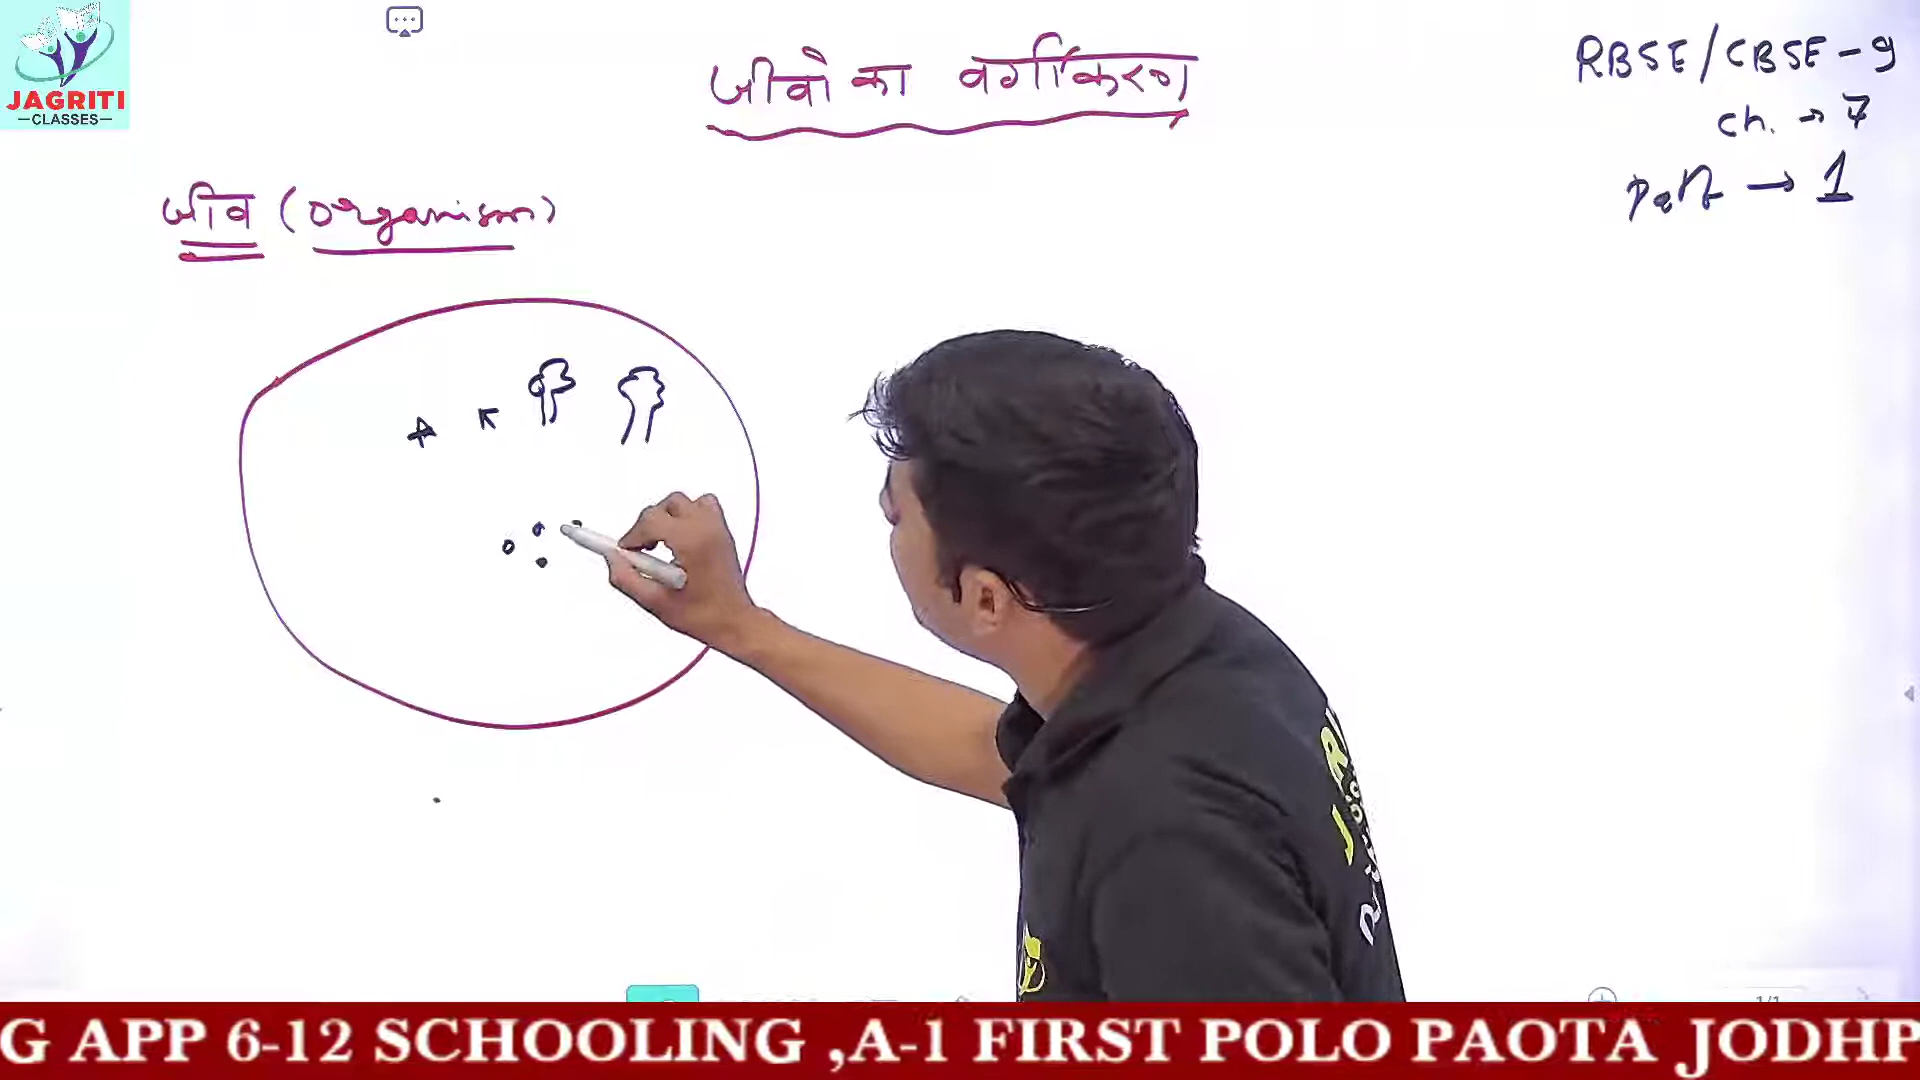 JAGRITI
—CLASSES—
जीवो का वर्गीकरण
RBSE/CBSE - 9
ch. → 7
Part → 1
जीव (organism)
G APP 6-12 SCHOOLING ,A-1 FIRST POLO PAOTA JODHP